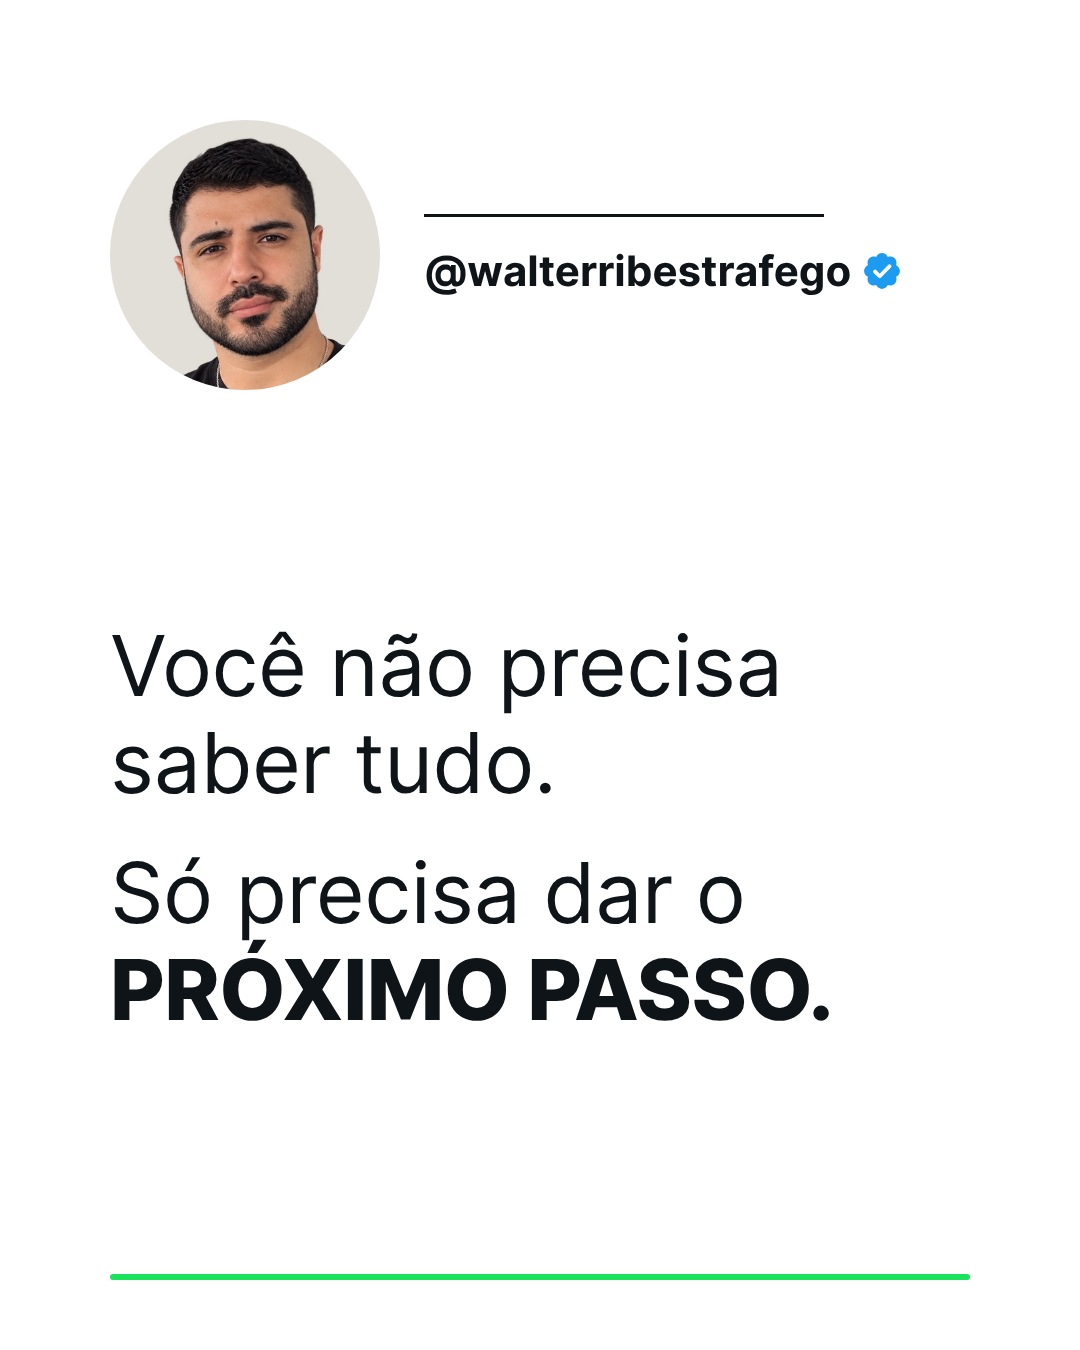 @walterribestrafego
Você não precisa
saber tudo.
Só precisa dar o
PRÓXIMO PASSO.